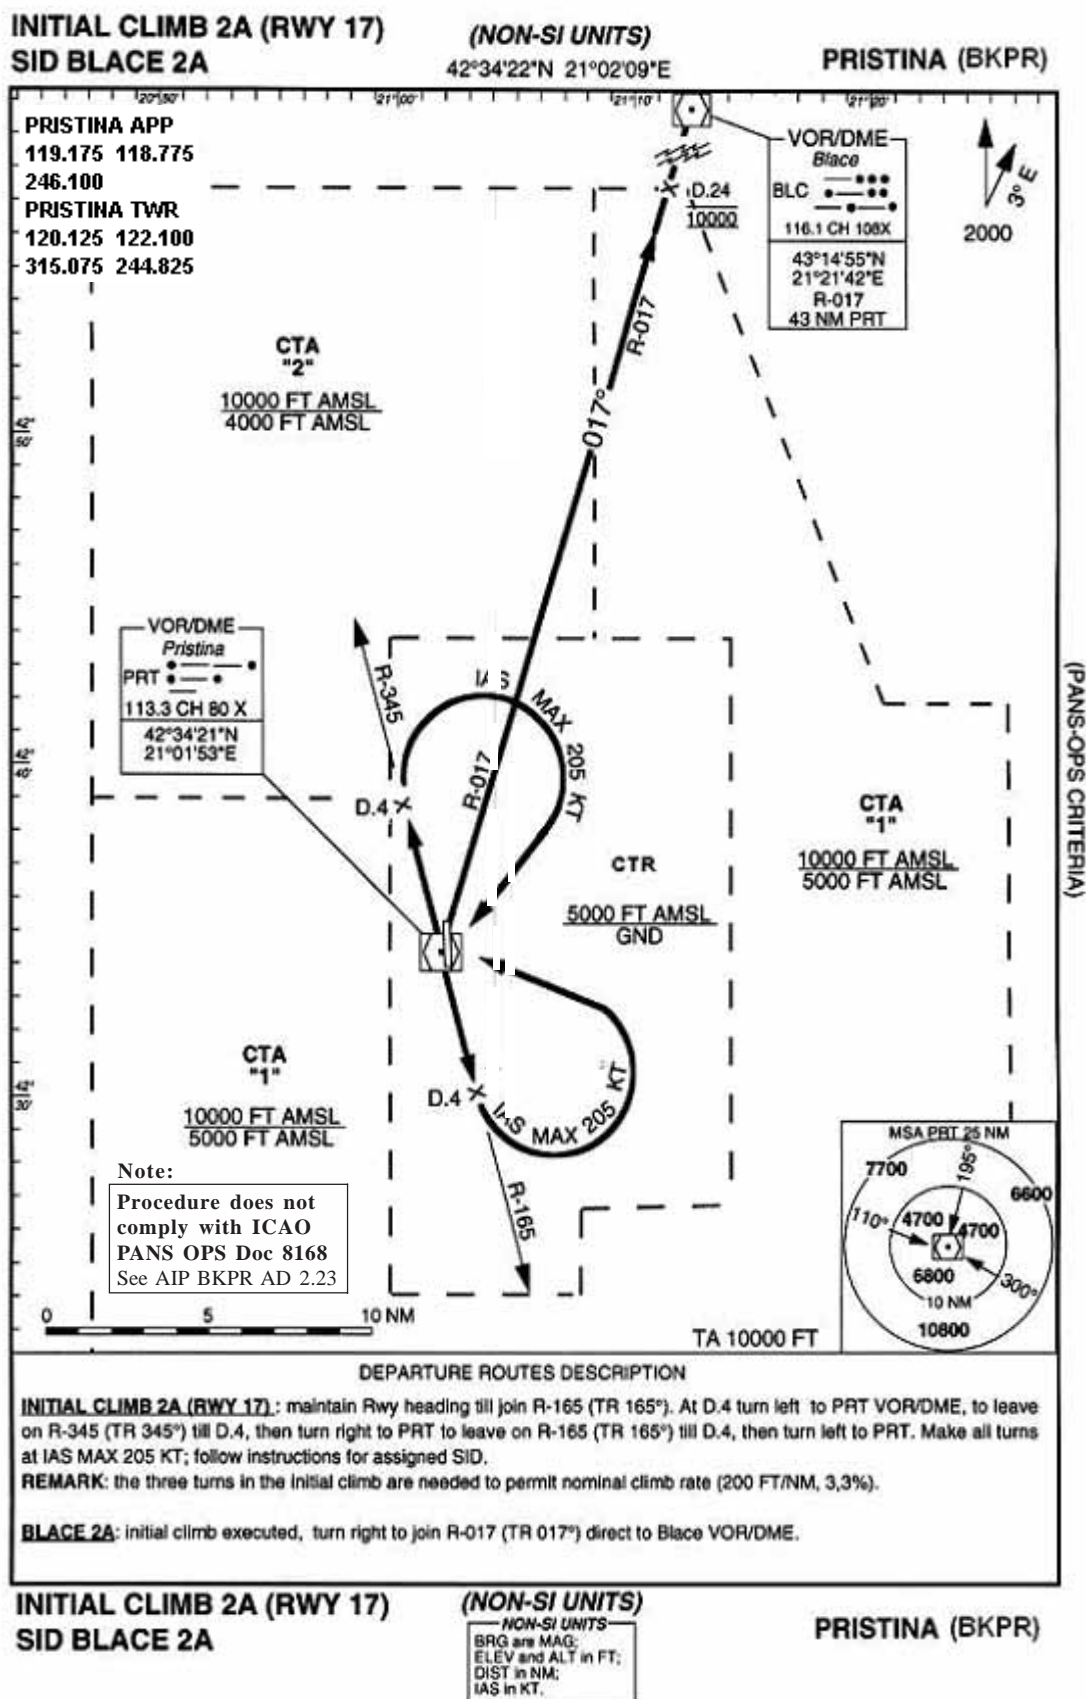 INITIAL CLIMB 2A (RWY 17)
SID BLACE 2A
(NON-SI UNITS)
42°34'22"N 21°02'09"E
PRISTINA (BKPR)
20°50'
21°00'
21°10'
21°20'
PRISTINA APP
119.175 118.775
246.100
PRISTINA TWR
120.125 122.100
315.075 244.825
VOR/DME
Blace
BLC
116.1 CH 108X
43°14'55"N
21°21'42"E
R-017
43 NM PRT
3° E
2000
D.24
10000
R-017
017°
CTA
"2"
10000 FT AMSL
4000 FT AMSL
42°
50'
VOR/DME
Pristina
PRT
113.3 CH 80 X
42°34'21"N
21°01'53"E
R-345
IAS MAX 205 KT
R-017
D.4
42°
40'
CTR
5000 FT AMSL
GND
CTA
"1"
10000 FT AMSL
5000 FT AMSL
(PANS-OPS CRITERIA)
CTA
"1"
10000 FT AMSL
5000 FT AMSL
42°
30'
D.4
IAS MAX 205 KT
R-165
Note:
Procedure does not
comply with ICAO
PANS OPS Doc 8168
See AIP BKPR AD 2.23
0 5 10 NM
TA 10000 FT
MSA PRT 25 NM
7700
195°
6600
110°
4700
4700
6800
300°
10 NM
10800
DEPARTURE ROUTES DESCRIPTION
INITIAL CLIMB 2A (RWY 17) : maintain Rwy heading till join R-165 (TR 165°). At D.4 turn left to PRT VOR/DME, to leave
on R-345 (TR 345°) till D.4, then turn right to PRT to leave on R-165 (TR 165°) till D.4, then turn left to PRT. Make all turns
at IAS MAX 205 KT; follow instructions for assigned SID.
REMARK: the three turns in the initial climb are needed to permit nominal climb rate (200 FT/NM, 3,3%).
BLACE 2A: initial climb executed, turn right to join R-017 (TR 017°) direct to Blace VOR/DME.
INITIAL CLIMB 2A (RWY 17)
SID BLACE 2A
(NON-SI UNITS)
NON-SI UNITS
BRG are MAG;
ELEV and ALT in FT;
DIST in NM;
IAS in KT.
PRISTINA (BKPR)